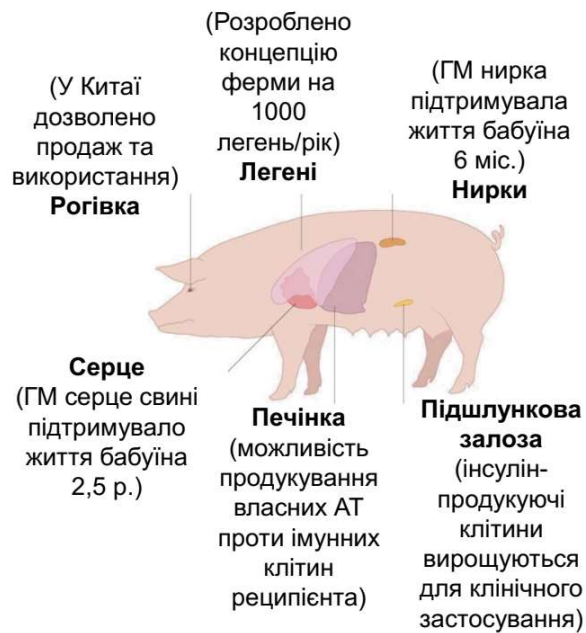 (У Китаї
дозволено
продаж та
використання)
Рогівка
(Розроблено
концепцію
ферми на
1000
легень/рік)
Легені
(ГМ нирка
підтримувала
життя бабуїна
6 міс.)
Нирки
Серце
(ГМ серце свині
підтримувало
життя бабуїна
2,5 р.)
Печінка
(можливість
продукування
власних АТ
проти імунних
клітин
реципієнта)
Підшлункова
залоза
(інсулін-
продукуючі
клітини
вирощуються
для клінічного
застосування)